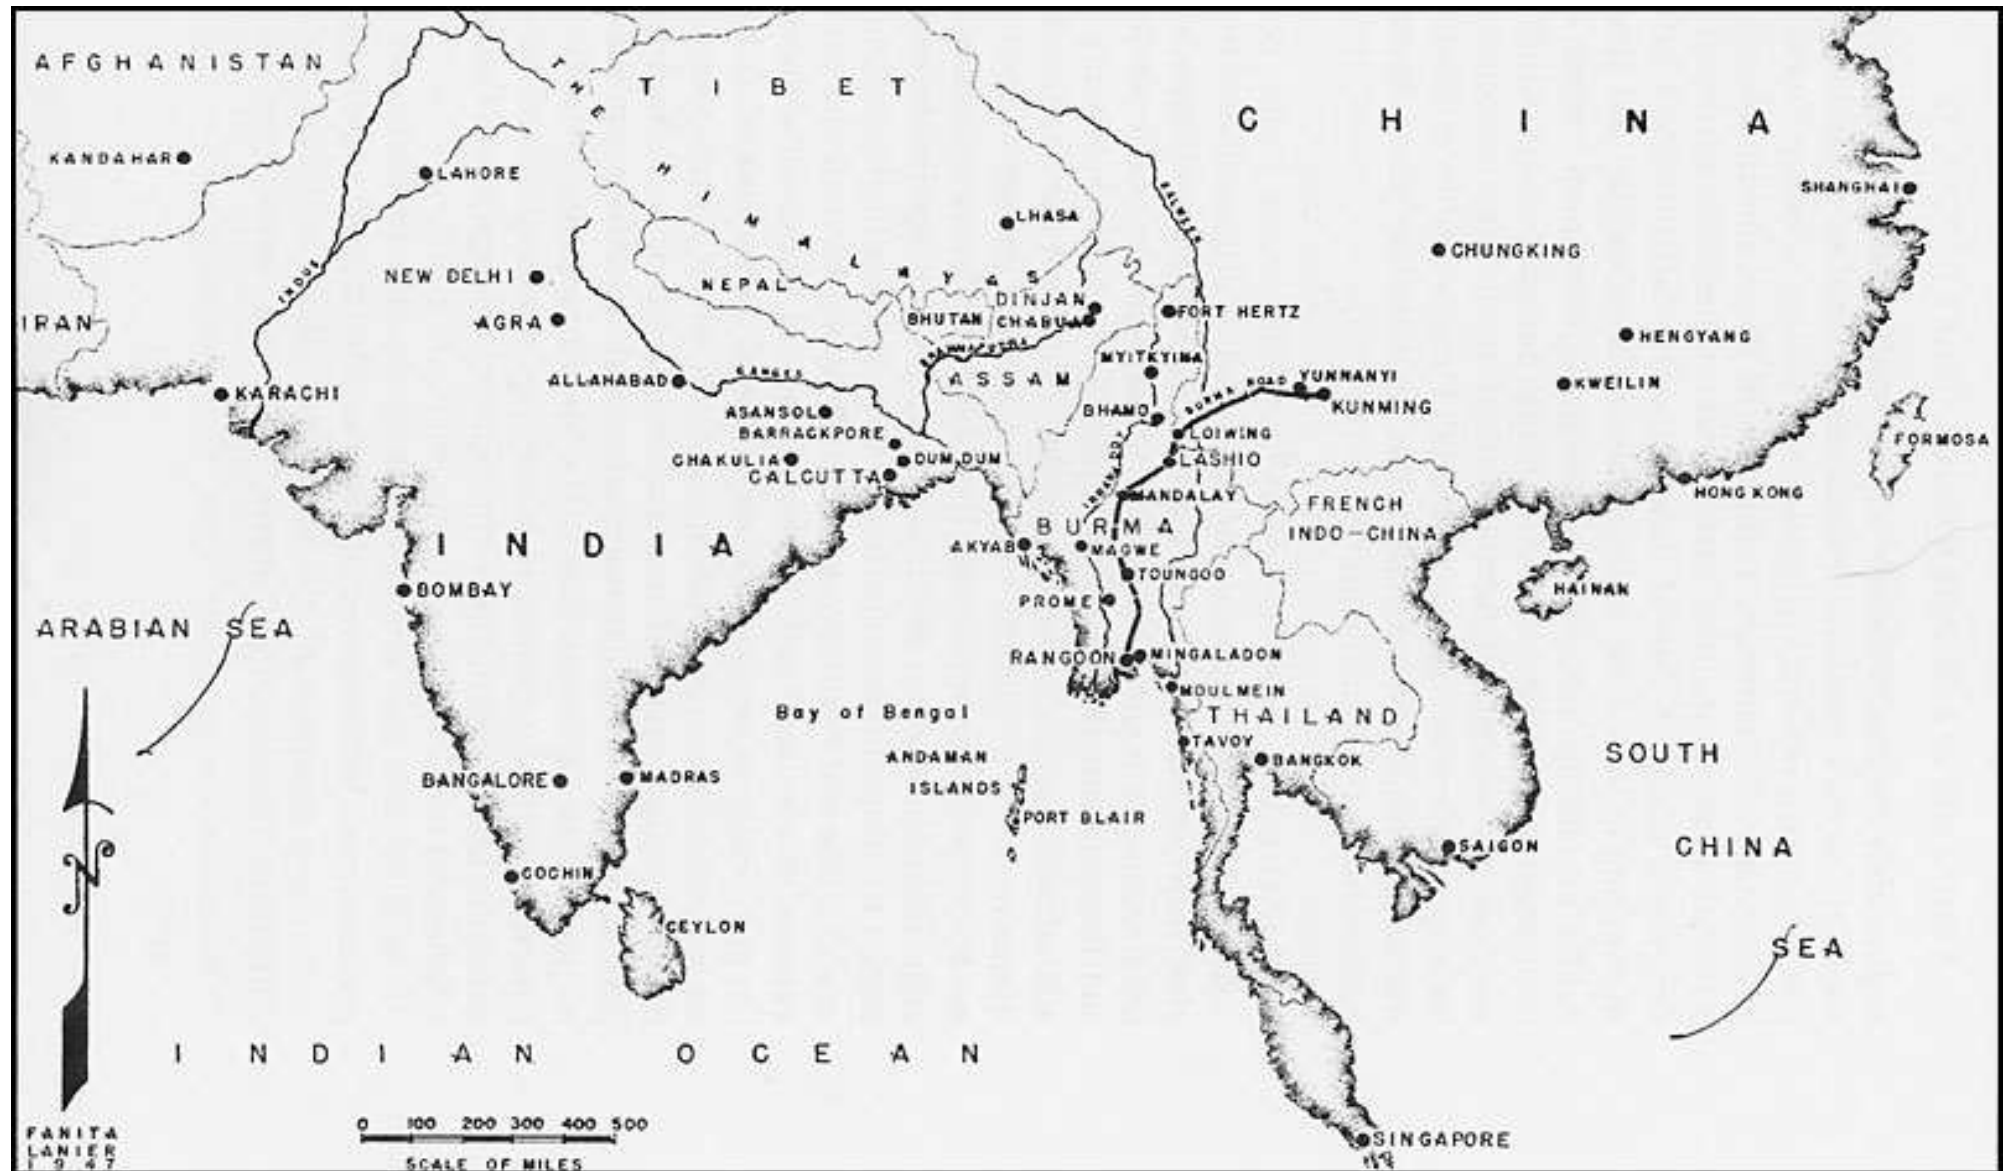 AFGHANISTAN
THE
TIBET
CHINA
KANDAHAR
LAHORE
HIMALAYAS
LHASA
SALWEEN
SHANGHAI
CHUNGKING
INDUS
NEW DELHI
NEPAL
DINJAN
IRAN
AGRA
BHUTAN
CHABUA
FORT HERTZ
HENGYANG
BRAHMAPUTRA
MYITKYINA
KARACHI
ALLAHABAD
GANGES
ASSAM
BURMA ROAD
YUNNANYI
KUNMING
KWEILIN
ASANSOL
BARRACKPORE
BHAMO
LOIWING
FORMOSA
CHAKULIA
DUM DUM
CALCUTTA
LASHIO
IRRAWADDY
MANDALAY
FRENCH
INDO-CHINA
HONG KONG
INDIA
BURMA
AKYAB
MAGWE
TOUNGOO
HAINAN
BOMBAY
PROME
ARABIAN SEA
RANGOON
MINGALADON
MOULMEIN
Bay of Bengal
THAILAND
TAVOY
BANGKOK
ANDAMAN
ISLANDS
PORT BLAIR
SOUTH
CHINA
SEA
BANGALORE
MADRAS
SAIGON
COCHIN
CEYLON
INDIAN OCEAN
0 100 200 300 400 500
SCALE OF MILES
SINGAPORE
N
FANITA
LANIER
1947